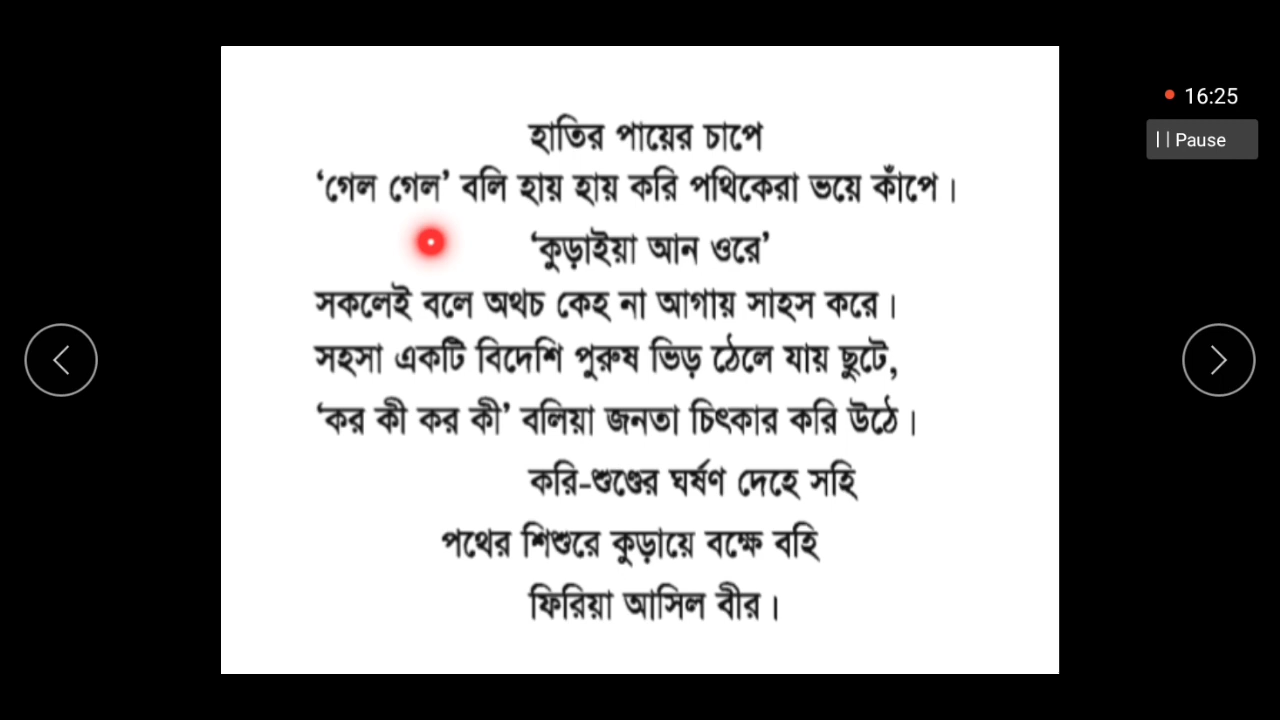 হাতির পায়ের চাপে
‘গেল গেল’ বলি হায় হায় করি পথিকেরা ভয়ে কাঁপে।
‘কুড়াইয়া আন ওরে’
সকলেই বলে অথচ কেহ না আগায় সাহস করে।
সহসা একটি বিদেশি পুরুষ ভিড় ঠেলে যায় ছুটে,
‘কর কী কর কী’ বলিয়া জনতা চিৎকার করি উঠে।
করি-শুণ্ডের ঘর্ষণ দেহে সহি
পথের শিশুরে কুড়ায়ে বক্ষে বহি
ফিরিয়া আসিল বীর।
16:25
Pause